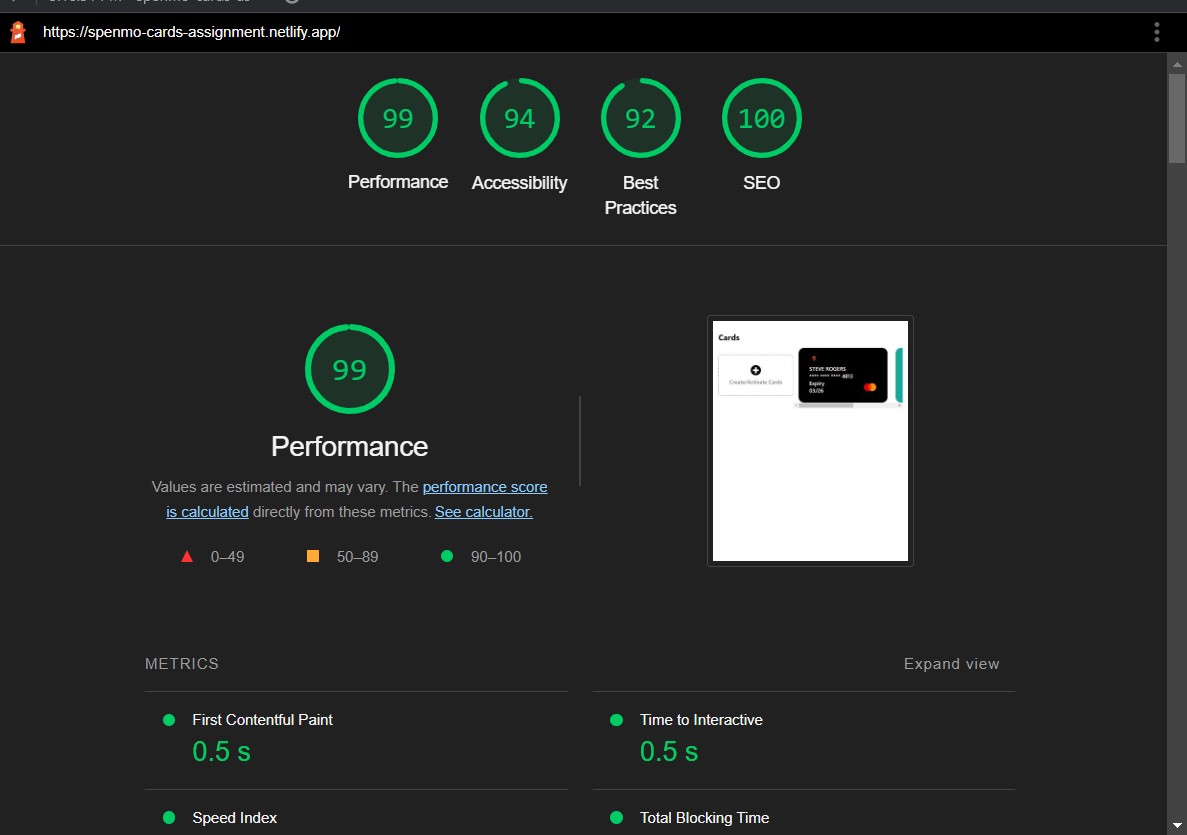 https://spenmo-cards-assignment.netlify.app/
99
94
92
100
Performance
Accessibility
Best
Practices
SEO
99
Performance
Values are estimated and may vary. The performance score
is calculated directly from these metrics. See calculator.
0–49
50–89
90–100
Cards
Create/Activate Cards
STEVE ROGERS
**** **** **** 4813
Expiry
03/26
METRICS
Expand view
First Contentful Paint
0.5 s
Time to Interactive
0.5 s
Speed Index
Total Blocking Time